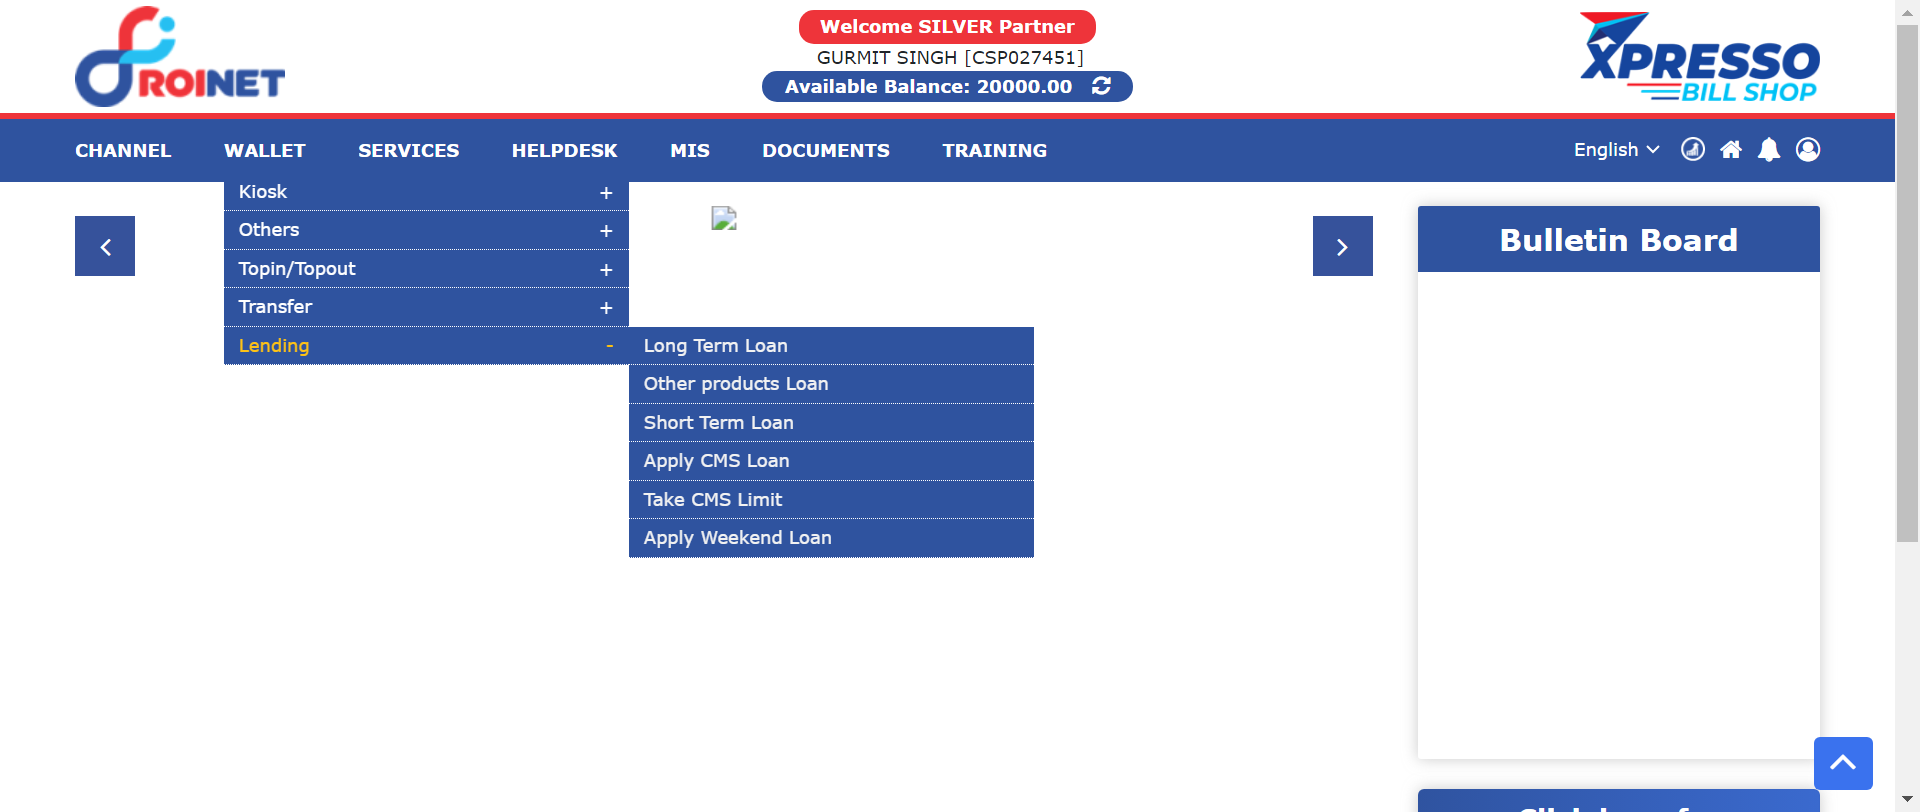 ROINET
Welcome SILVER Partner
GURMIT SINGH [CSP027451]
Available Balance: 20000.00
XPRESSO
BILL SHOP
CHANNEL WALLET SERVICES HELPDESK MIS DOCUMENTS TRAINING English
Kiosk +
Others +
Topin/Topout +
Transfer +
Lending -
Long Term Loan
Other products Loan
Short Term Loan
Apply CMS Loan
Take CMS Limit
Apply Weekend Loan
Bulletin Board